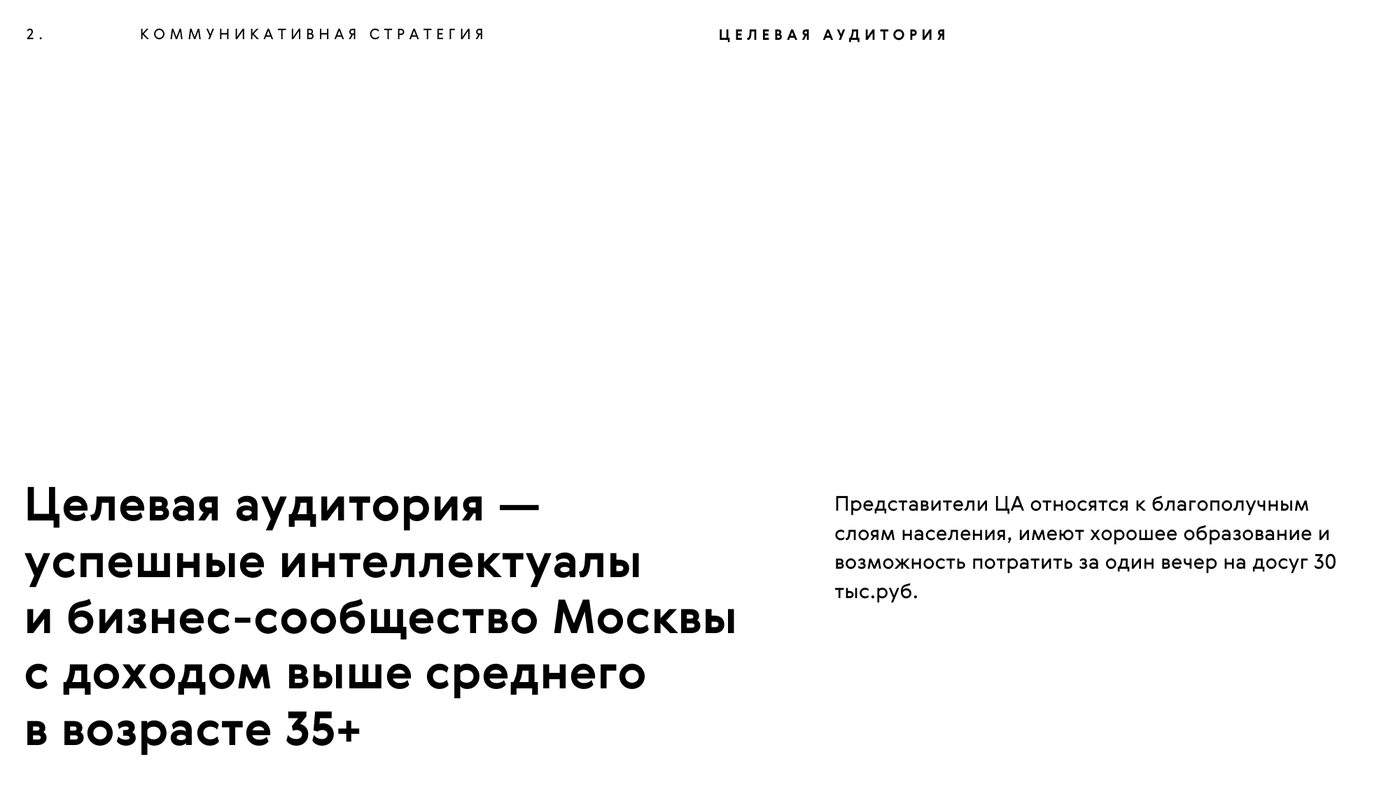 2. КОММУНИКАТИВНАЯ СТРАТЕГИЯ ЦЕЛЕВАЯ АУДИТОРИЯ
Целевая аудитория —
успешные интеллектуалы
и бизнес-сообщество Москвы
с доходом выше среднего
в возрасте 35+
Представители ЦА относятся к благополучным
слоям населения, имеют хорошее образование и
возможность потратить за один вечер на досуг 30
тыс.руб.